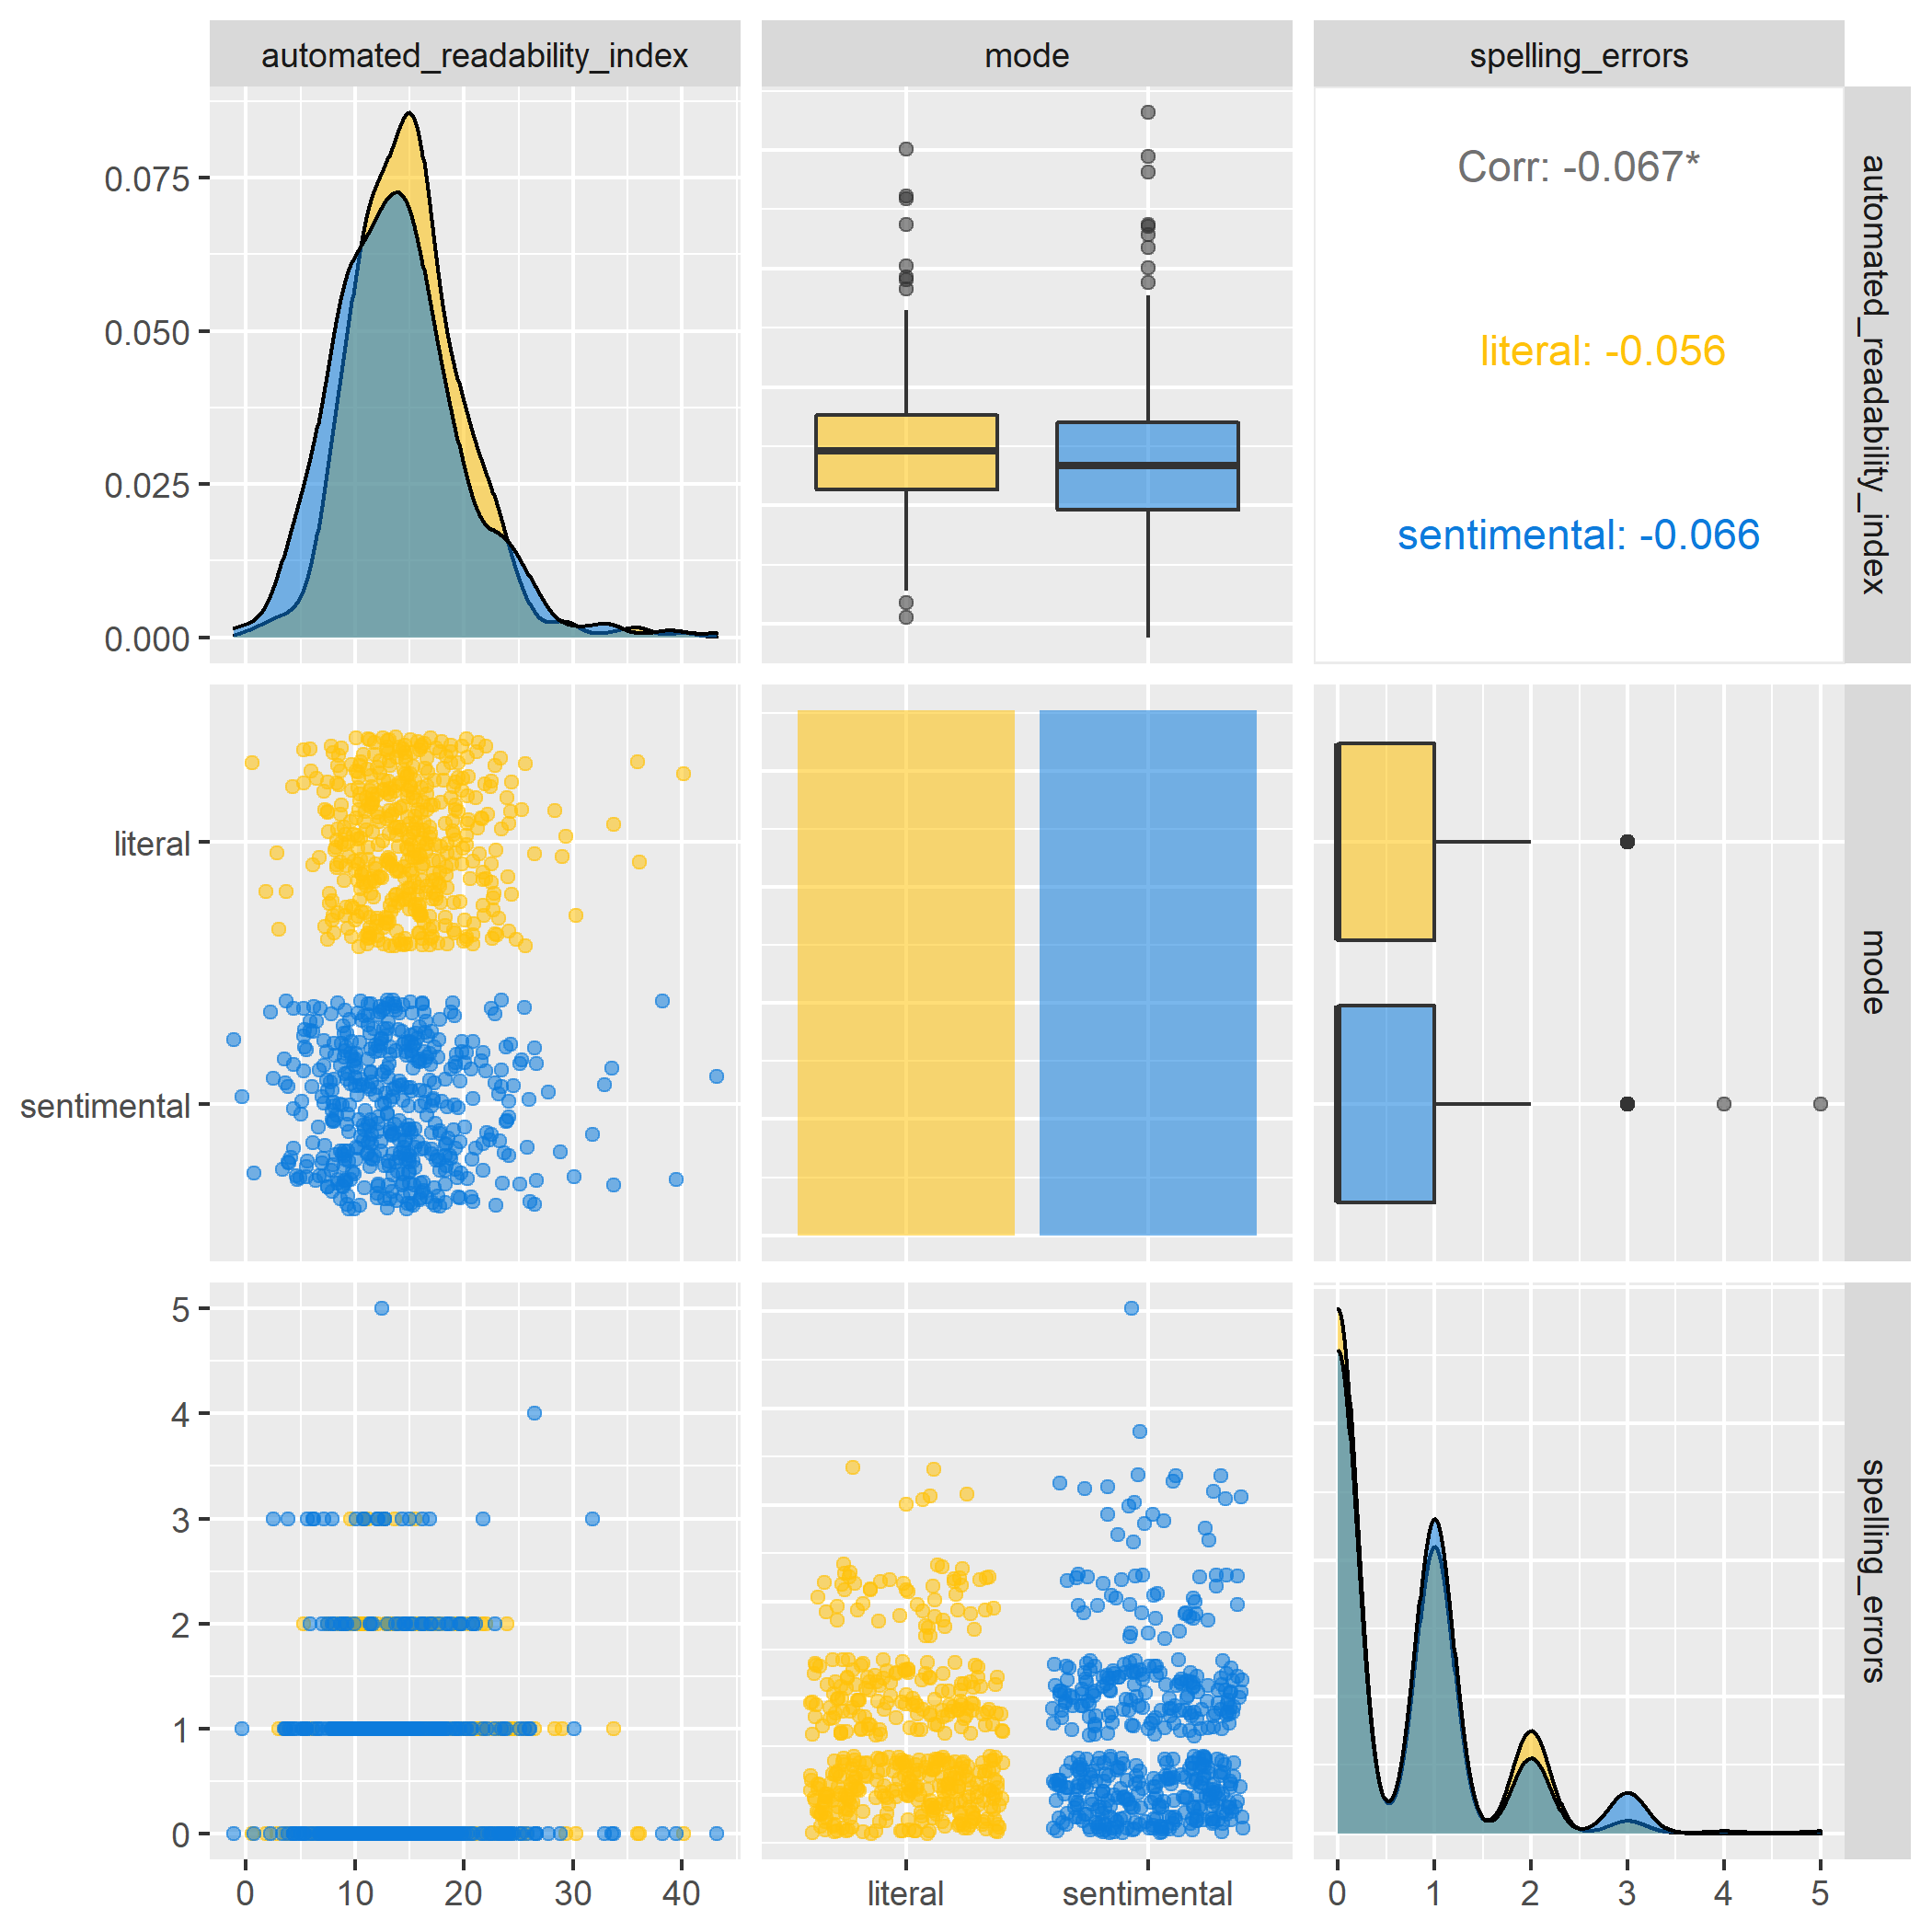 automated_readability_index
mode
spelling_errors
0.075
0.050
0.025
0.000
Corr: -0.067*
literal: -0.056
sentimental: -0.066
automated_readability_index
literal
sentimental
mode
5
4
3
2
1
0
spelling_errors
0 10 20 30 40
literal sentimental
0 1 2 3 4 5